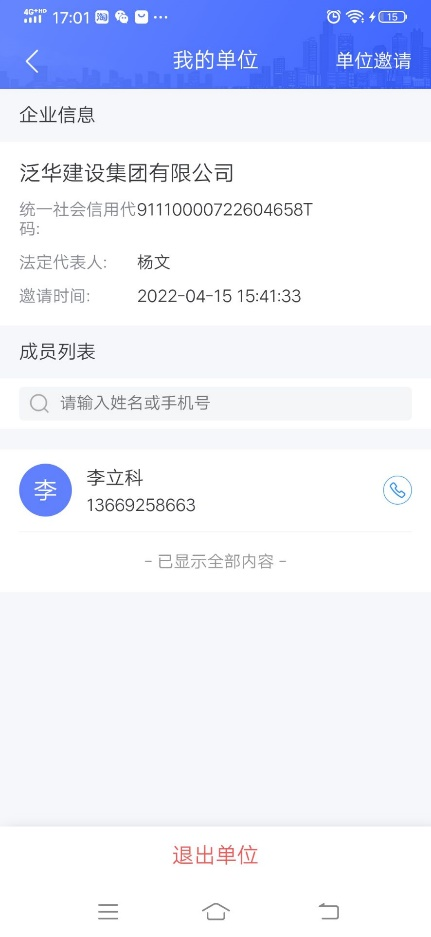 4G+HD 17:01 淘 ··· 15
我的单位 单位邀请
企业信息
泛华建设集团有限公司
统一社会信用代 91110000722604658T
码:
法定代表人: 杨文
邀请时间: 2022-04-15 15:41:33
成员列表
请输入姓名或手机号
李 李立科
13669258663
- 已显示全部内容 -
退出单位